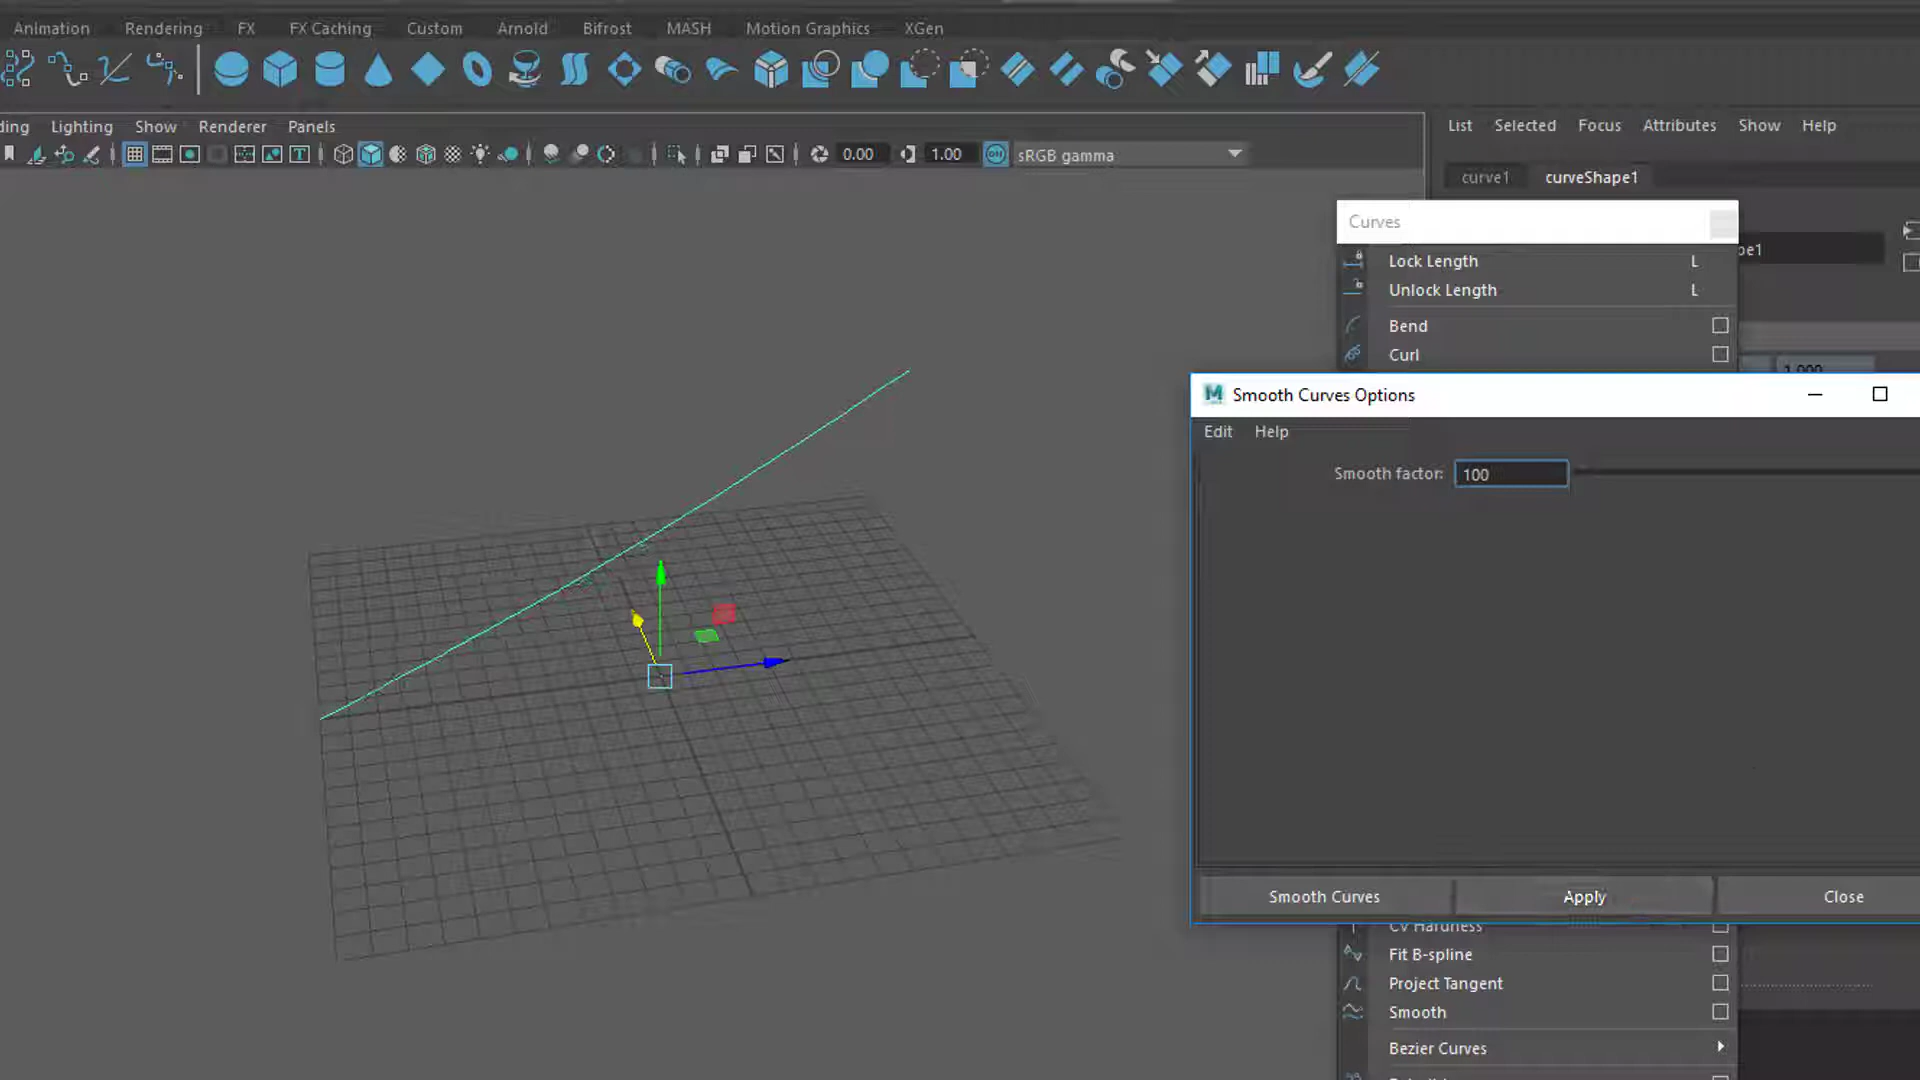 Animation Rendering FX FX Caching Custom Arnold Bifrost MASH Motion Graphics XGen
Lighting Show Renderer Panels
0.00 1.00 sRGB gamma
List Selected Focus Attributes Show Help
curve1 curveShape1
Curves
Lock Length L
Unlock Length L
Bend
Curl
Smooth Curves Options
Edit Help
Smooth factor: 100
Smooth Curves Apply Close
CV Hardness
Fit B-spline
Project Tangent
Smooth
Bezier Curves